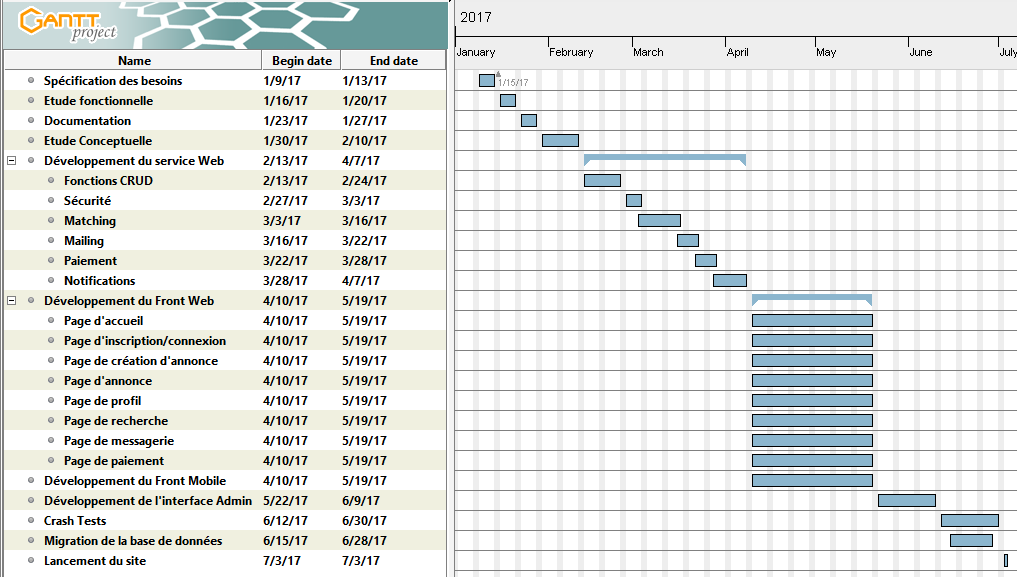 GANTT
project
2017
January February March April May June July
Name Begin date End date
Spécification des besoins 1/9/17 1/13/17
1/15/17
Etude fonctionnelle 1/16/17 1/20/17
Documentation 1/23/17 1/27/17
Etude Conceptuelle 1/30/17 2/10/17
Développement du service Web 2/13/17 4/7/17
Fonctions CRUD 2/13/17 2/24/17
Sécurité 2/27/17 3/3/17
Matching 3/3/17 3/16/17
Mailing 3/16/17 3/22/17
Paiement 3/22/17 3/28/17
Notifications 3/28/17 4/7/17
Développement du Front Web 4/10/17 5/19/17
Page d'accueil 4/10/17 5/19/17
Page d'inscription/connexion 4/10/17 5/19/17
Page de création d'annonce 4/10/17 5/19/17
Page d'annonce 4/10/17 5/19/17
Page de profil 4/10/17 5/19/17
Page de recherche 4/10/17 5/19/17
Page de messagerie 4/10/17 5/19/17
Page de paiement 4/10/17 5/19/17
Développement du Front Mobile 4/10/17 5/19/17
Développement de l'interface Admin 5/22/17 6/9/17
Crash Tests 6/12/17 6/30/17
Migration de la base de données 6/15/17 6/28/17
Lancement du site 7/3/17 7/3/17